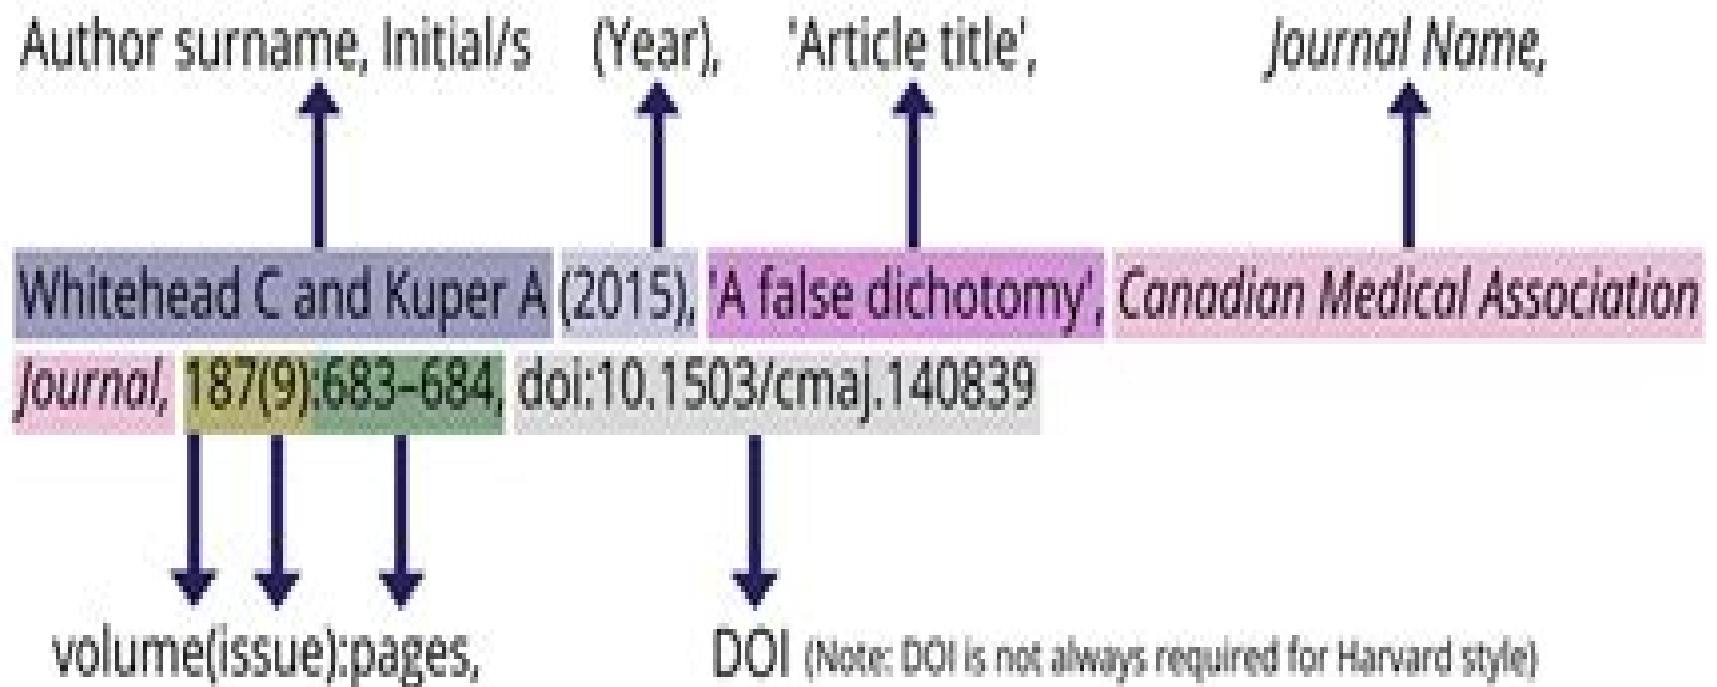 Author surname, Initial/s (Year), 'Article title', Journal Name,
Whitehead C and Kuper A (2015), 'A false dichotomy', Canadian Medical Association
Journal, 187(9):683–684, doi:10.1503/cmaj.140839
volume(issue):pages, DOI (Note: DOI is not always required for Harvard style)